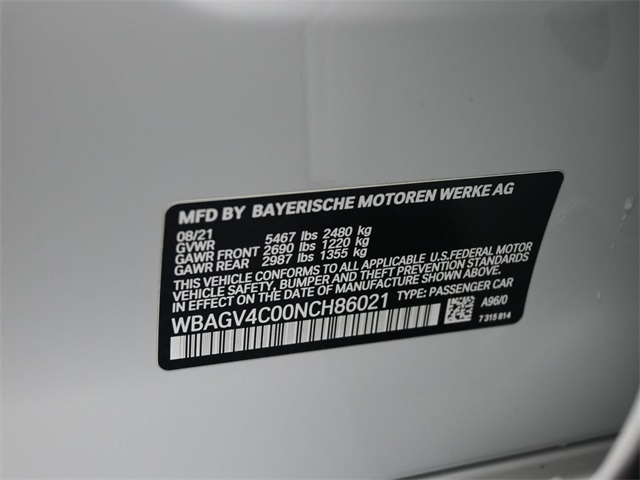 MFD BY BAYERISCHE MOTOREN WERKE AG
08/21
GVWR 5467 lbs 2480 kg
GAWR FRONT 2690 lbs 1220 kg
GAWR REAR 2987 lbs 1355 kg
THIS VEHICLE CONFORMS TO ALL APPLICABLE U.S.FEDERAL MOTOR
VEHICLE SAFETY, BUMPER AND THEFT PREVENTION STANDARDS
IN EFFECT ON THE DATE OF MANUFACTURE SHOWN ABOVE.
WBAGV4C00NCH86021 TYPE: PASSENGER CAR
A96/0
7 315 814